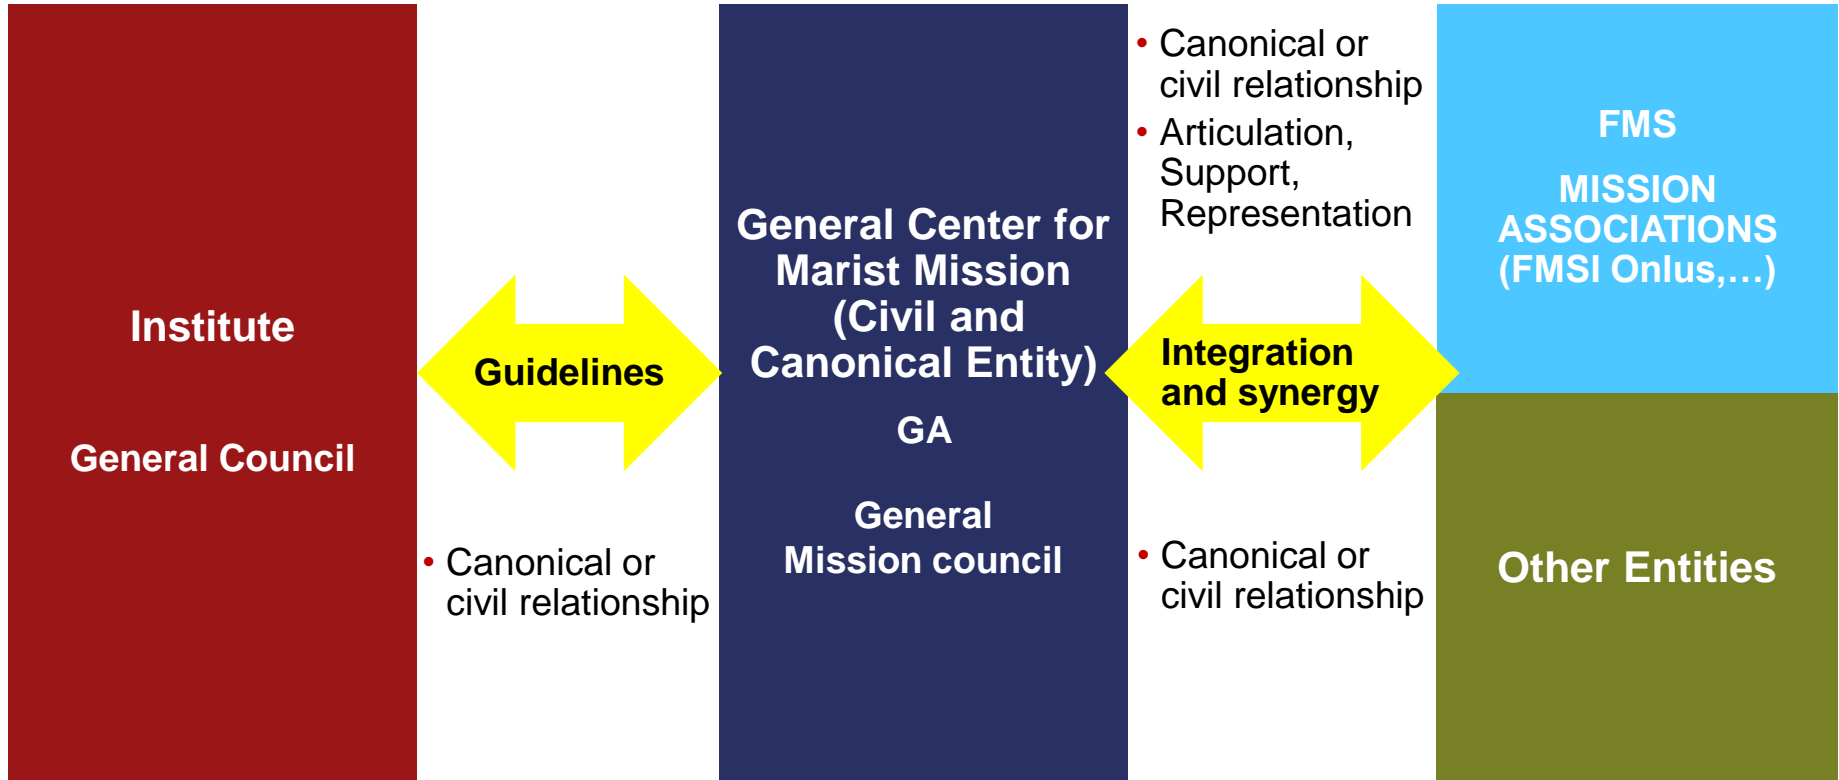 Institute
General Council
Guidelines
• Canonical or
civil relationship
General Center for
Marist Mission
(Civil and
Canonical Entity)
GA
General
Mission council
• Canonical or
civil relationship
• Articulation,
Support,
Representation
Integration
and synergy
• Canonical or
civil relationship
FMS
MISSION
ASSOCIATIONS
(FMSI Onlus,…)
Other Entities